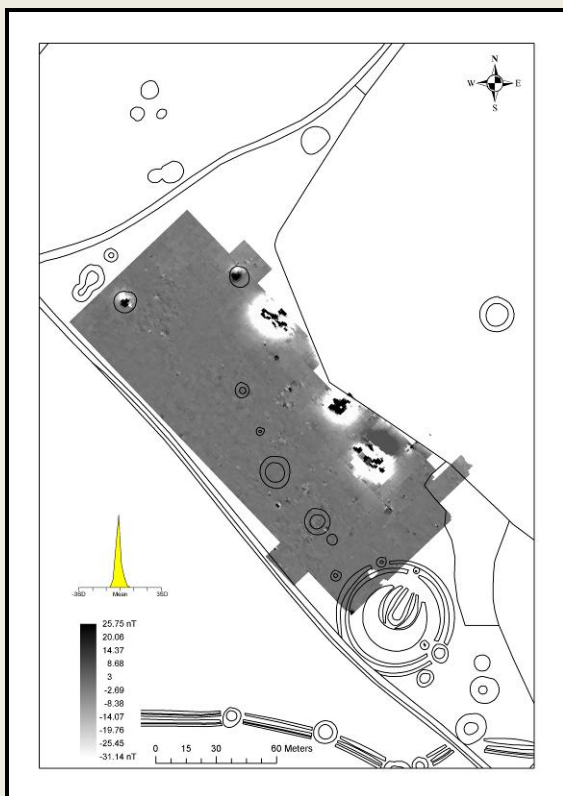 N
W E
S
-3SD Mean 3SD
25.75 nT
20.06
14.37
8.68
3
-2.69
-8.38
-14.07
-19.76
-25.45
-31.14 nT
0 15 30 60 Meters